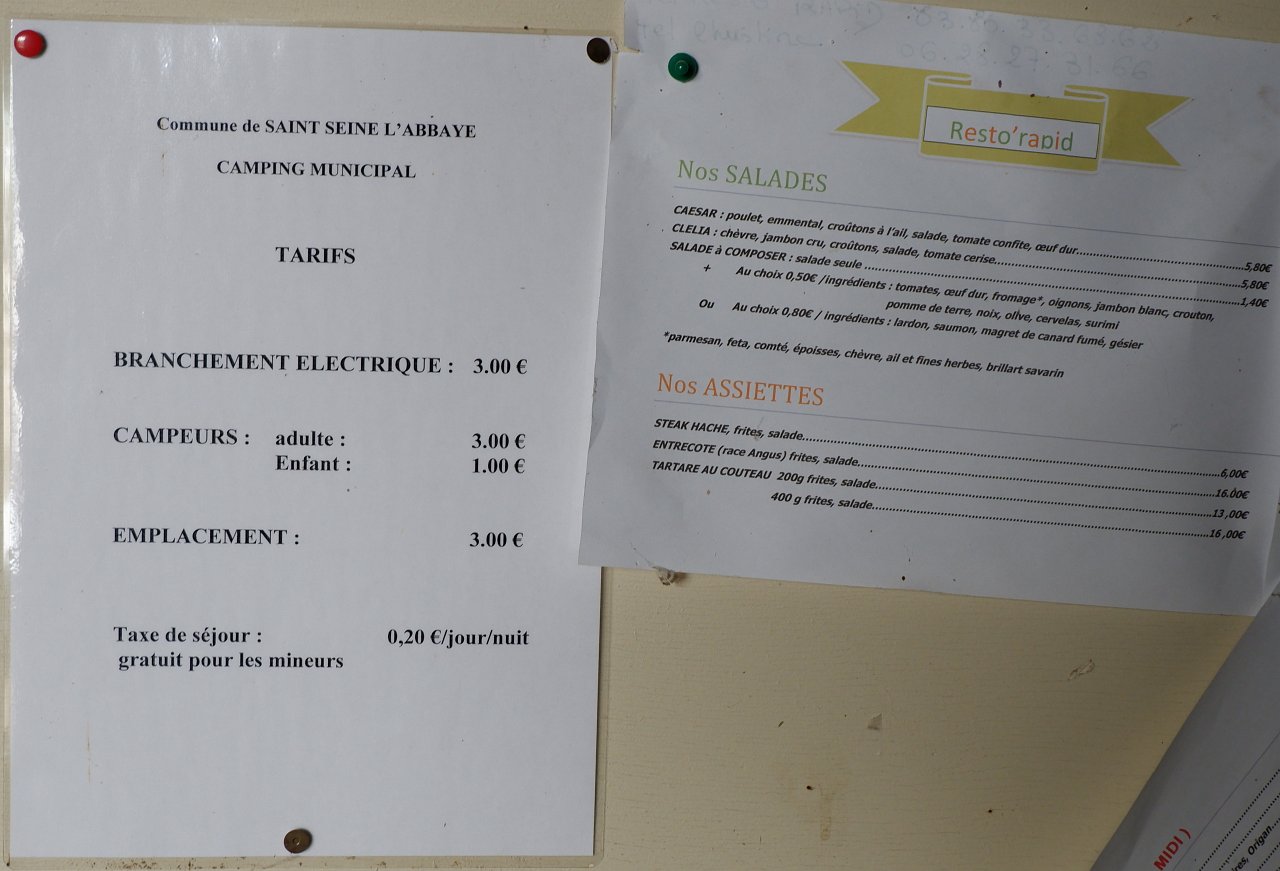 Commune de SAINT SEINE L'ABBAYE
CAMPING MUNICIPAL
TARIFS
BRANCHEMENT ELECTRIQUE : 3.00 €
CAMPEURS : adulte : 3.00 €
Enfant : 1.00 €
EMPLACEMENT : 3.00 €
Taxe de séjour : 0,20 €/jour/nuit
gratuit pour les mineurs
06.28.27.31.66
Resto'rapid
Nos SALADES
CAESAR : poulet, emmental, croûtons à l'ail, salade, tomate confite, œuf dur...5,80€
CLELIA : chèvre, jambon cru, croûtons, salade, tomate cerise...5,80€
SALADE à COMPOSER : salade seule ...1,40€
+ Au choix 0,50€ /ingrédients : tomates, œuf dur, fromage*, oignons, jambon blanc, crouton,
pomme de terre, noix, olive, cervelas, surimi
Ou Au choix 0,80€ / ingrédients : lardon, saumon, magret de canard fumé, gésier
*parmesan, feta, comté, époisses, chèvre, ail et fines herbes, brillart savarin
Nos ASSIETTES
STEAK HACHE, frites, salade...6,00€
ENTRECOTE (race Angus) frites, salade...16.00€
TARTARE AU COUTEAU 200g frites, salade...13,00€
400 g frites, salade...16,00€
MIDI )
Origan